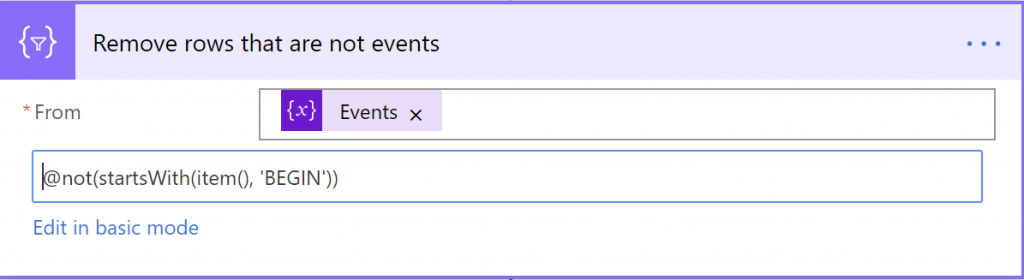 Remove rows that are not events
* From
{x} Events ×
@not(startsWith(item(), 'BEGIN'))
Edit in basic mode